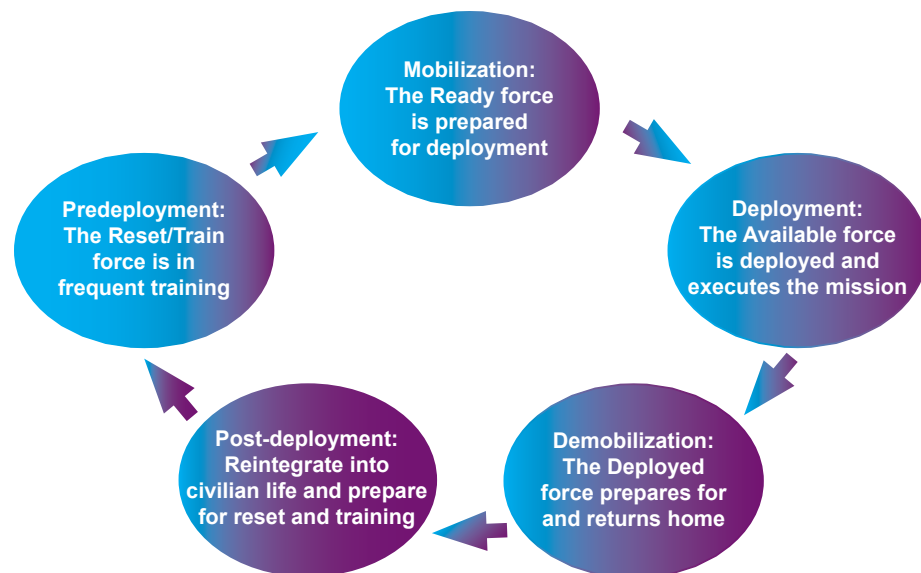 Mobilization:
The Ready force
is prepared
for deployment
Deployment:
The Available force
is deployed and
executes the mission
Demobilization:
The Deployed
force prepares for
and returns home
Post-deployment:
Reintegrate into
civilian life and prepare
for reset and training
Predeployment:
The Reset/Train
force is in
frequent training